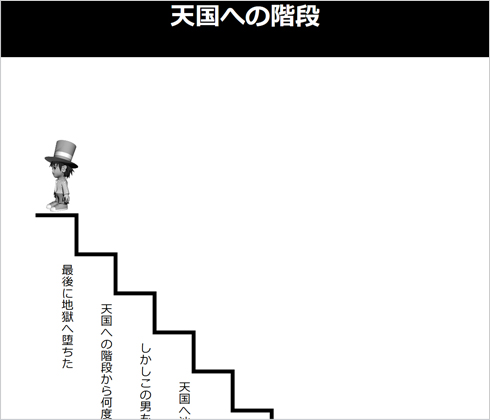 天国への階段
天国へ
しかしこの男を
天国への階段から何度
最後に地獄へ堕ちた